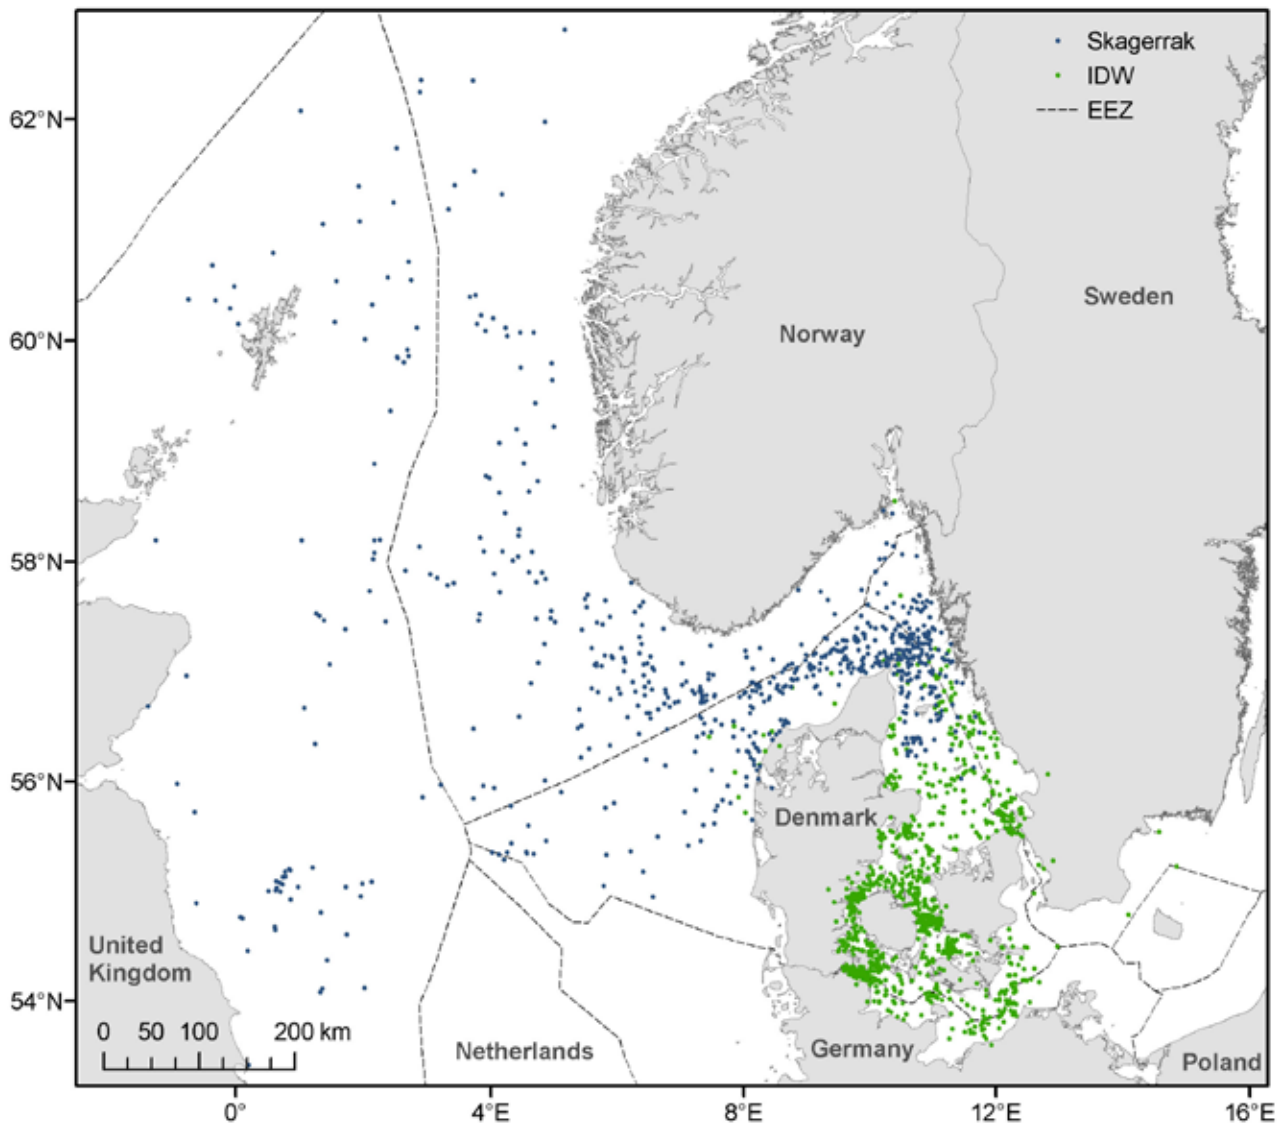 Skagerrak
IDW
EEZ
62°N
60°N
58°N
56°N
54°N
Norway
Sweden
Denmark
United
Kingdom
0 50 100 200 km
Netherlands
Germany
Poland
0° 4°E 8°E 12°E 16°E